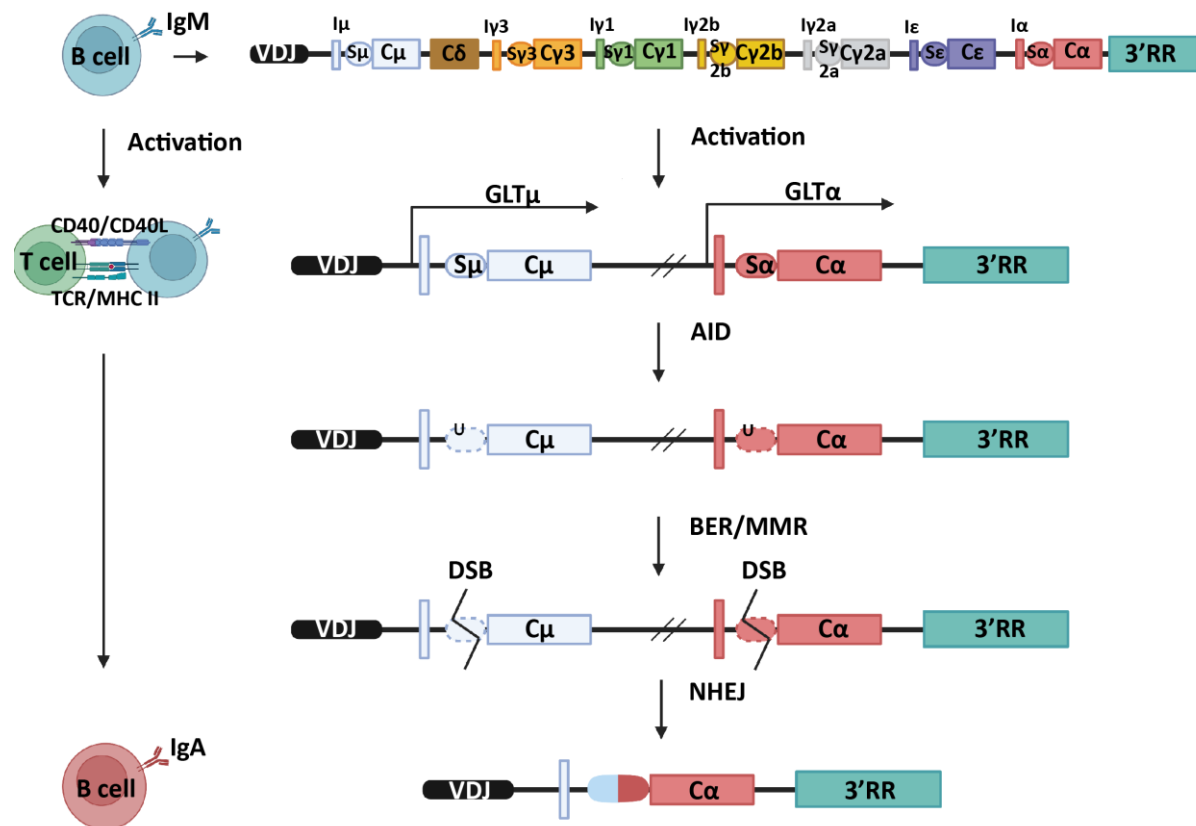 IgM
B cell
Iμ Iγ3 Iγ1 Iγ2b Iγ2a Iε Iα
VDJ Sμ Cμ Cδ Sγ3 Cγ3 Sγ1 Cγ1 Sγ 2b Cγ2b Sγ 2a Cγ2a Sε Cε Sα Cα 3'RR
Activation
Activation
CD40/CD40L
T cell
TCR/MHC II
GLTμ GLTα
VDJ Sμ Cμ Sα Cα 3'RR
AID
VDJ U Cμ U Cα 3'RR
BER/MMR
DSB DSB
VDJ Cμ Cα 3'RR
NHEJ
IgA
B cell
VDJ Cα 3'RR